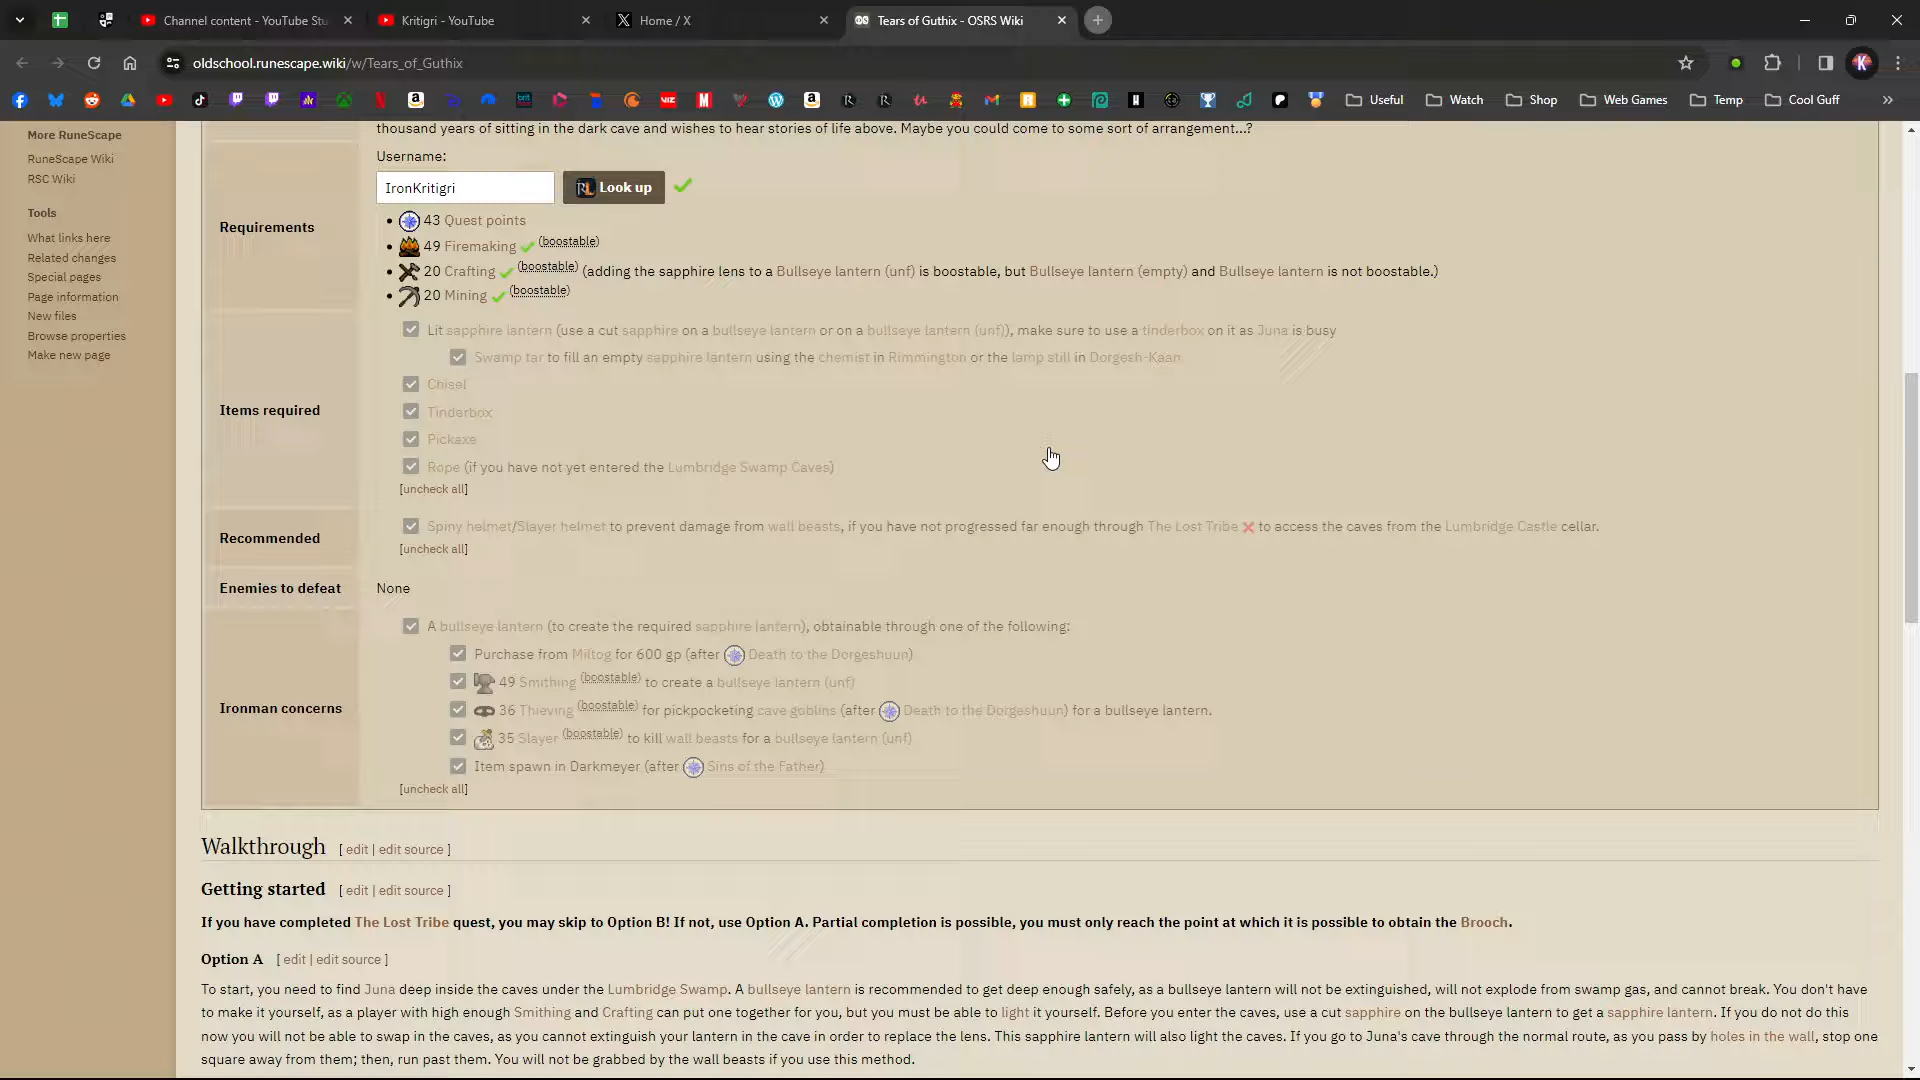 Channel content - YouTube Stu
Kritigri - YouTube
Home / X
Tears of Guthix - OSRS Wiki
oldschool.runescape.wiki/w/Tears_of_Guthix
K
Useful
Watch
Shop
Web Games
Temp
Cool Guff
More RuneScape
RuneScape Wiki
RSC Wiki
Tools
What links here
Related changes
Special pages
Page information
New files
Browse properties
Make new page
thousand years of sitting in the dark cave and wishes to hear stories of life above. Maybe you could come to some sort of arrangement...?
Requirements
Username:
IronKritigri
Look up
43 Quest points
49 Firemaking (boostable)
20 Crafting (boostable) (adding the sapphire lens to a Bullseye lantern (unf) is boostable, but Bullseye lantern (empty) and Bullseye lantern is not boostable.)
20 Mining (boostable)
Items required
Lit sapphire lantern (use a cut sapphire on a bullseye lantern or on a bullseye lantern (unf)), make sure to use a tinderbox on it as Juna is busy
Swamp tar to fill an empty sapphire lantern using the chemist in Rimmington or the lamp still in Dorgesh-Kaan
Chisel
Tinderbox
Pickaxe
Rope (if you have not yet entered the Lumbridge Swamp Caves)
[uncheck all]
Recommended
Spiny helmet/Slayer helmet to prevent damage from wall beasts, if you have not progressed far enough through The Lost Tribe to access the caves from the Lumbridge Castle cellar.
[uncheck all]
Enemies to defeat
None
Ironman concerns
A bullseye lantern (to create the required sapphire lantern), obtainable through one of the following:
Purchase from Miltog for 600 gp (after Death to the Dorgeshuun)
49 Smithing (boostable) to create a bullseye lantern (unf)
36 Thieving (boostable) for pickpocketing cave goblins (after Death to the Dorgeshuun) for a bullseye lantern.
35 Slayer (boostable) to kill wall beasts for a bullseye lantern (unf)
Item spawn in Darkmeyer (after Sins of the Father)
[uncheck all]
Walkthrough [ edit | edit source ]
Getting started [ edit | edit source ]
If you have completed The Lost Tribe quest, you may skip to Option B! If not, use Option A. Partial completion is possible, you must only reach the point at which it is possible to obtain the Brooch.
Option A [ edit | edit source ]
To start, you need to find Juna deep inside the caves under the Lumbridge Swamp. A bullseye lantern is recommended to get deep enough safely, as a bullseye lantern will not be extinguished, will not explode from swamp gas, and cannot break. You don't have
to make it yourself, as a player with high enough Smithing and Crafting can put one together for you, but you must be able to light it yourself. Before you enter the caves, use a cut sapphire on the bullseye lantern to get a sapphire lantern. If you do not do this
now you will not be able to swap in the caves, as you cannot extinguish your lantern in the cave in order to replace the lens. This sapphire lantern will also light the caves. If you go to Juna's cave through the normal route, as you pass by holes in the wall, stop one
square away from them; then, run past them. You will not be grabbed by the wall beasts if you use this method.